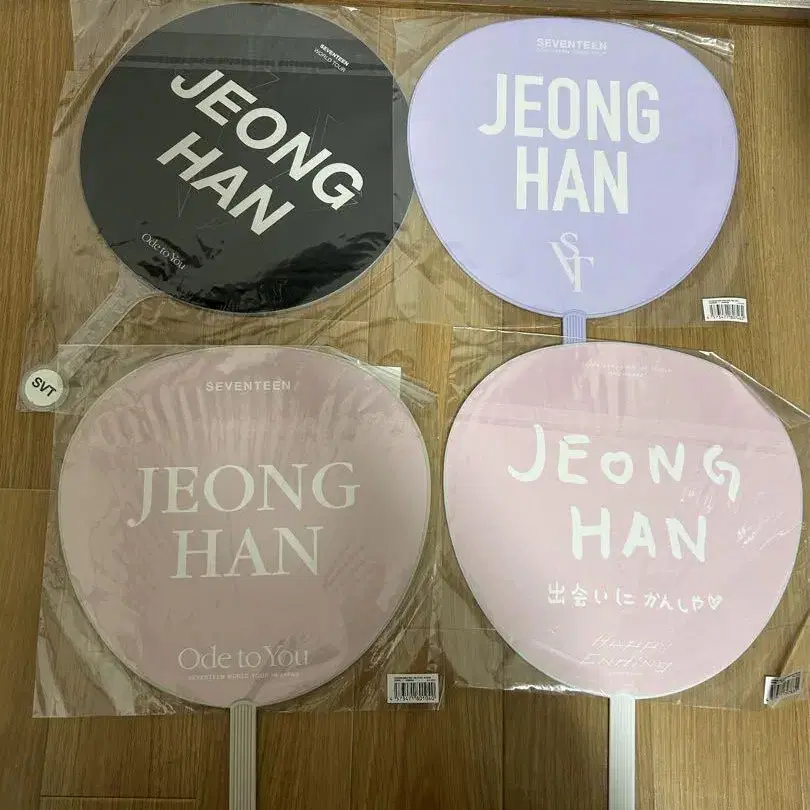 SEVENTEEN
WORLD TOUR
JEONG
HAN
Ode to You
SVT
SEVENTEEN
JEONG
HAN
SVT
SEVENTEEN
JEONG
HAN
Ode to You
SEVENTEEN WORLD TOUR IN JAPAN
4573471801040
JEONG
HAN
出会いに かんしゃ♡
HAPPY
ENDING